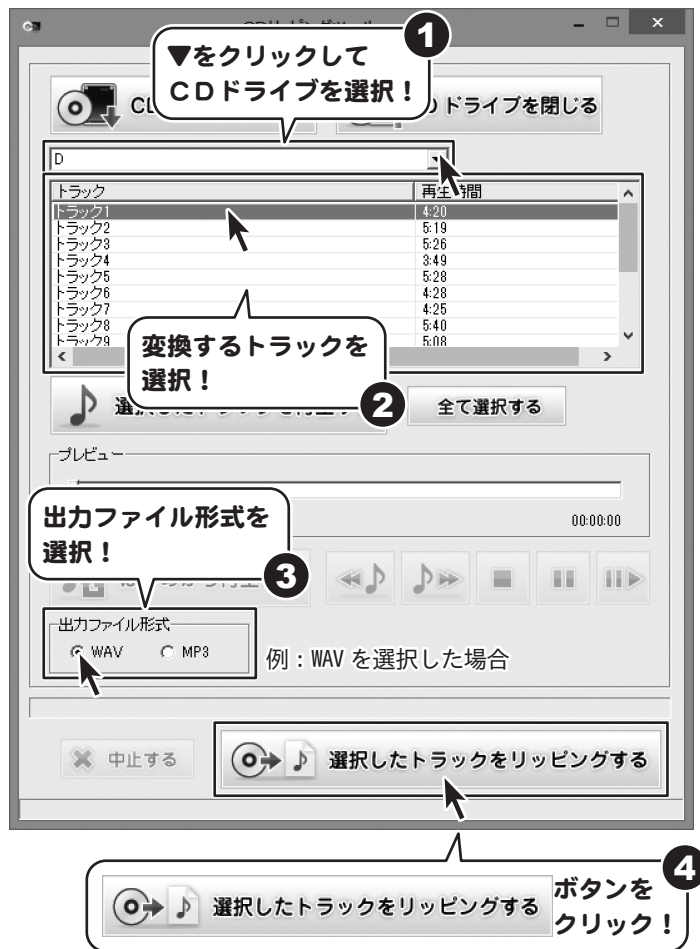 ▼をクリックして
CDドライブを選択！
1
ドライブを閉じる
D
トラック 再生時間
トラック1 4:20
トラック2 5:19
トラック3 5:26
トラック4 3:49
トラック5 5:28
トラック6 4:28
トラック7 4:25
トラック8 5:40
トラック9 5:08
変換するトラックを
選択！
2
全て選択する
プレビュー
00:00:00
出力ファイル形式を
選択！
3
出力ファイル形式
WAV MP3
例：WAVを選択した場合
中止する
選択したトラックをリッピングする
4
選択したトラックをリッピングする ボタンを
クリック！